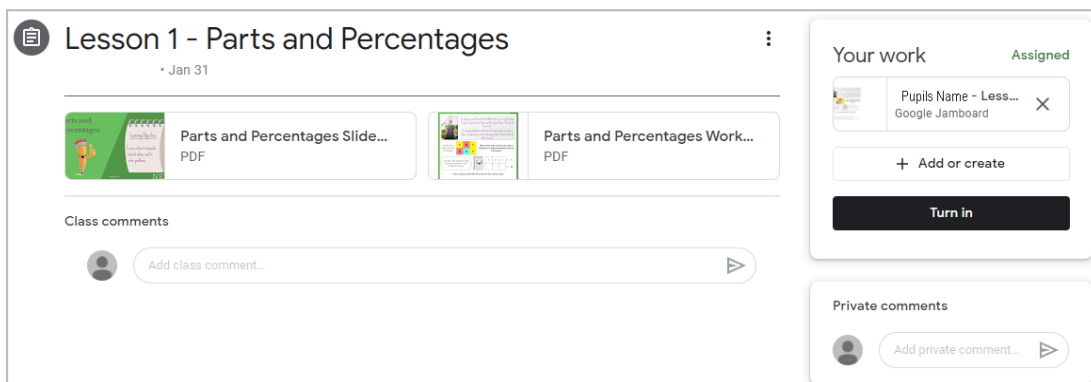 Lesson 1 - Parts and Percentages
• Jan 31
Parts and Percentages Slide...
PDF
Parts and Percentages Work...
PDF
Class comments
Add class comment...
Your work
Assigned
Pupils Name - Less...
Google Jamboard
+ Add or create
Turn in
Private comments
Add private comment...